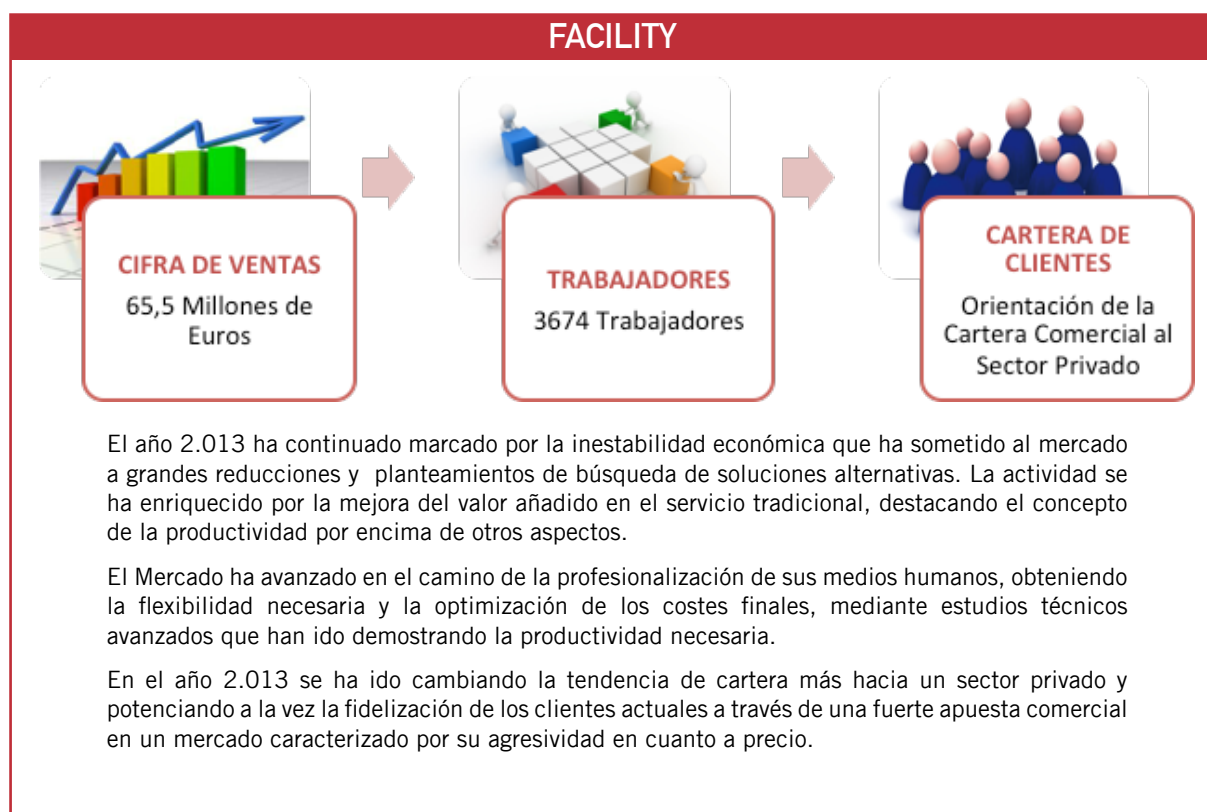 FACILITY
CIFRA DE VENTAS
65,5 Millones de
Euros
TRABAJADORES
3674 Trabajadores
CARTERA DE
CLIENTES
Orientación de la
Cartera Comercial al
Sector Privado
El año 2.013 ha continuado marcado por la inestabilidad económica que ha sometido al mercado
a grandes reducciones y planteamientos de búsqueda de soluciones alternativas. La actividad se
ha enriquecido por la mejora del valor añadido en el servicio tradicional, destacando el concepto
de la productividad por encima de otros aspectos.
El Mercado ha avanzado en el camino de la profesionalización de sus medios humanos, obteniendo
la flexibilidad necesaria y la optimización de los costes finales, mediante estudios técnicos
avanzados que han ido demostrando la productividad necesaria.
En el año 2.013 se ha ido cambiando la tendencia de cartera más hacia un sector privado y
potenciando a la vez la fidelización de los clientes actuales a través de una fuerte apuesta comercial
en un mercado caracterizado por su agresividad en cuanto a precio.